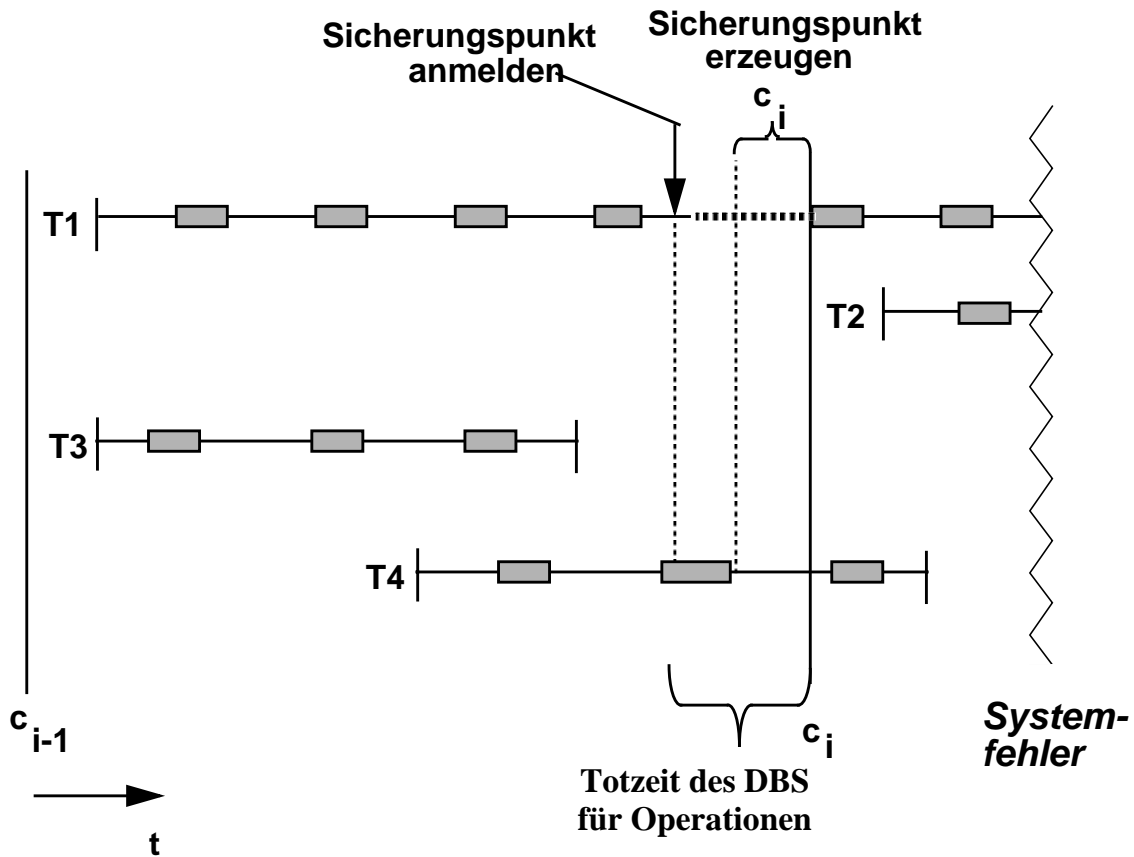 Sicherungspunkt
anmelden
Sicherungspunkt
erzeugen
c i
T1
T2
T3
T4
c i-1
c i
System-
fehler
Totzeit des DBS
für Operationen
t